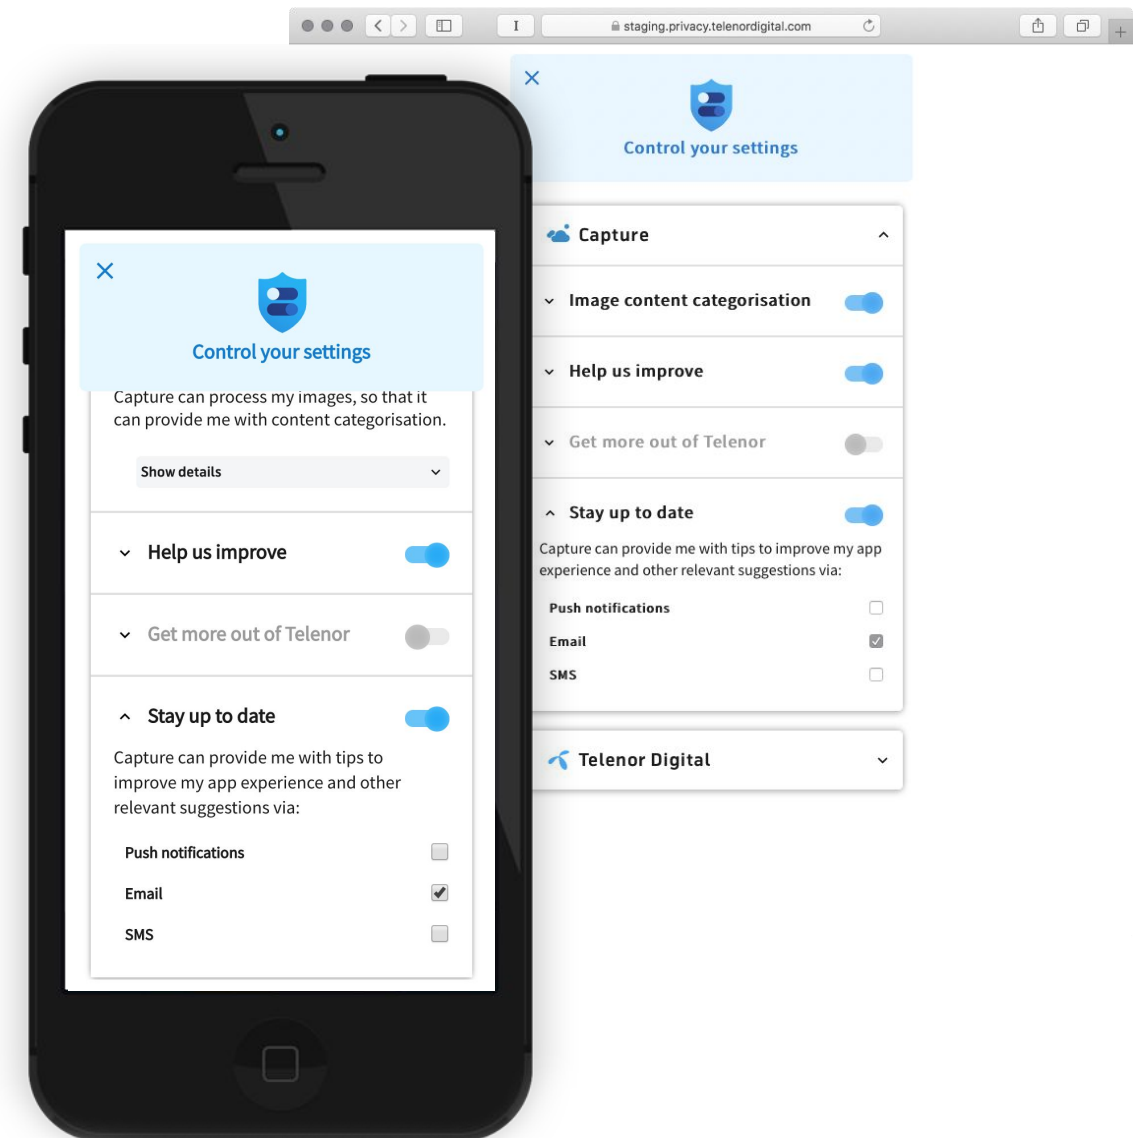 I
staging.privacy.telenordigital.com
Control your settings
Capture
Image content categorisation
Help us improve
Get more out of Telenor
Stay up to date
Capture can provide me with tips to improve my app
experience and other relevant suggestions via:
Push notifications
Email
SMS
Telenor Digital
Control your settings
Capture can process my images, so that it
can provide me with content categorisation.
Show details
Help us improve
Get more out of Telenor
Stay up to date
Capture can provide me with tips to
improve my app experience and other
relevant suggestions via:
Push notifications
Email
SMS